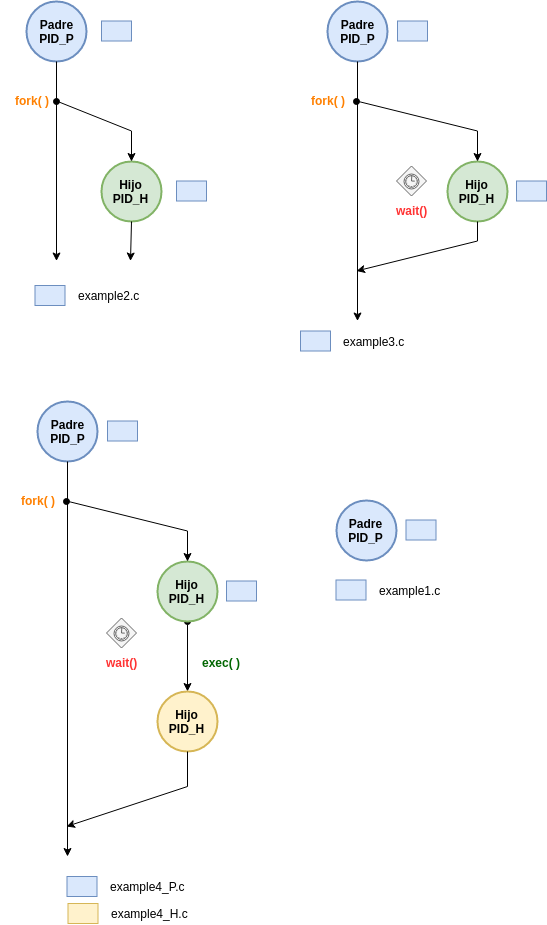 Padre
PID_P
fork( )
Hijo
PID_H
example2.c
Padre
PID_P
fork( )
Hijo
PID_H
wait()
example3.c
Padre
PID_P
fork( )
Hijo
PID_H
wait()
exec( )
Hijo
PID_H
example4_P.c
example4_H.c
Padre
PID_P
example1.c